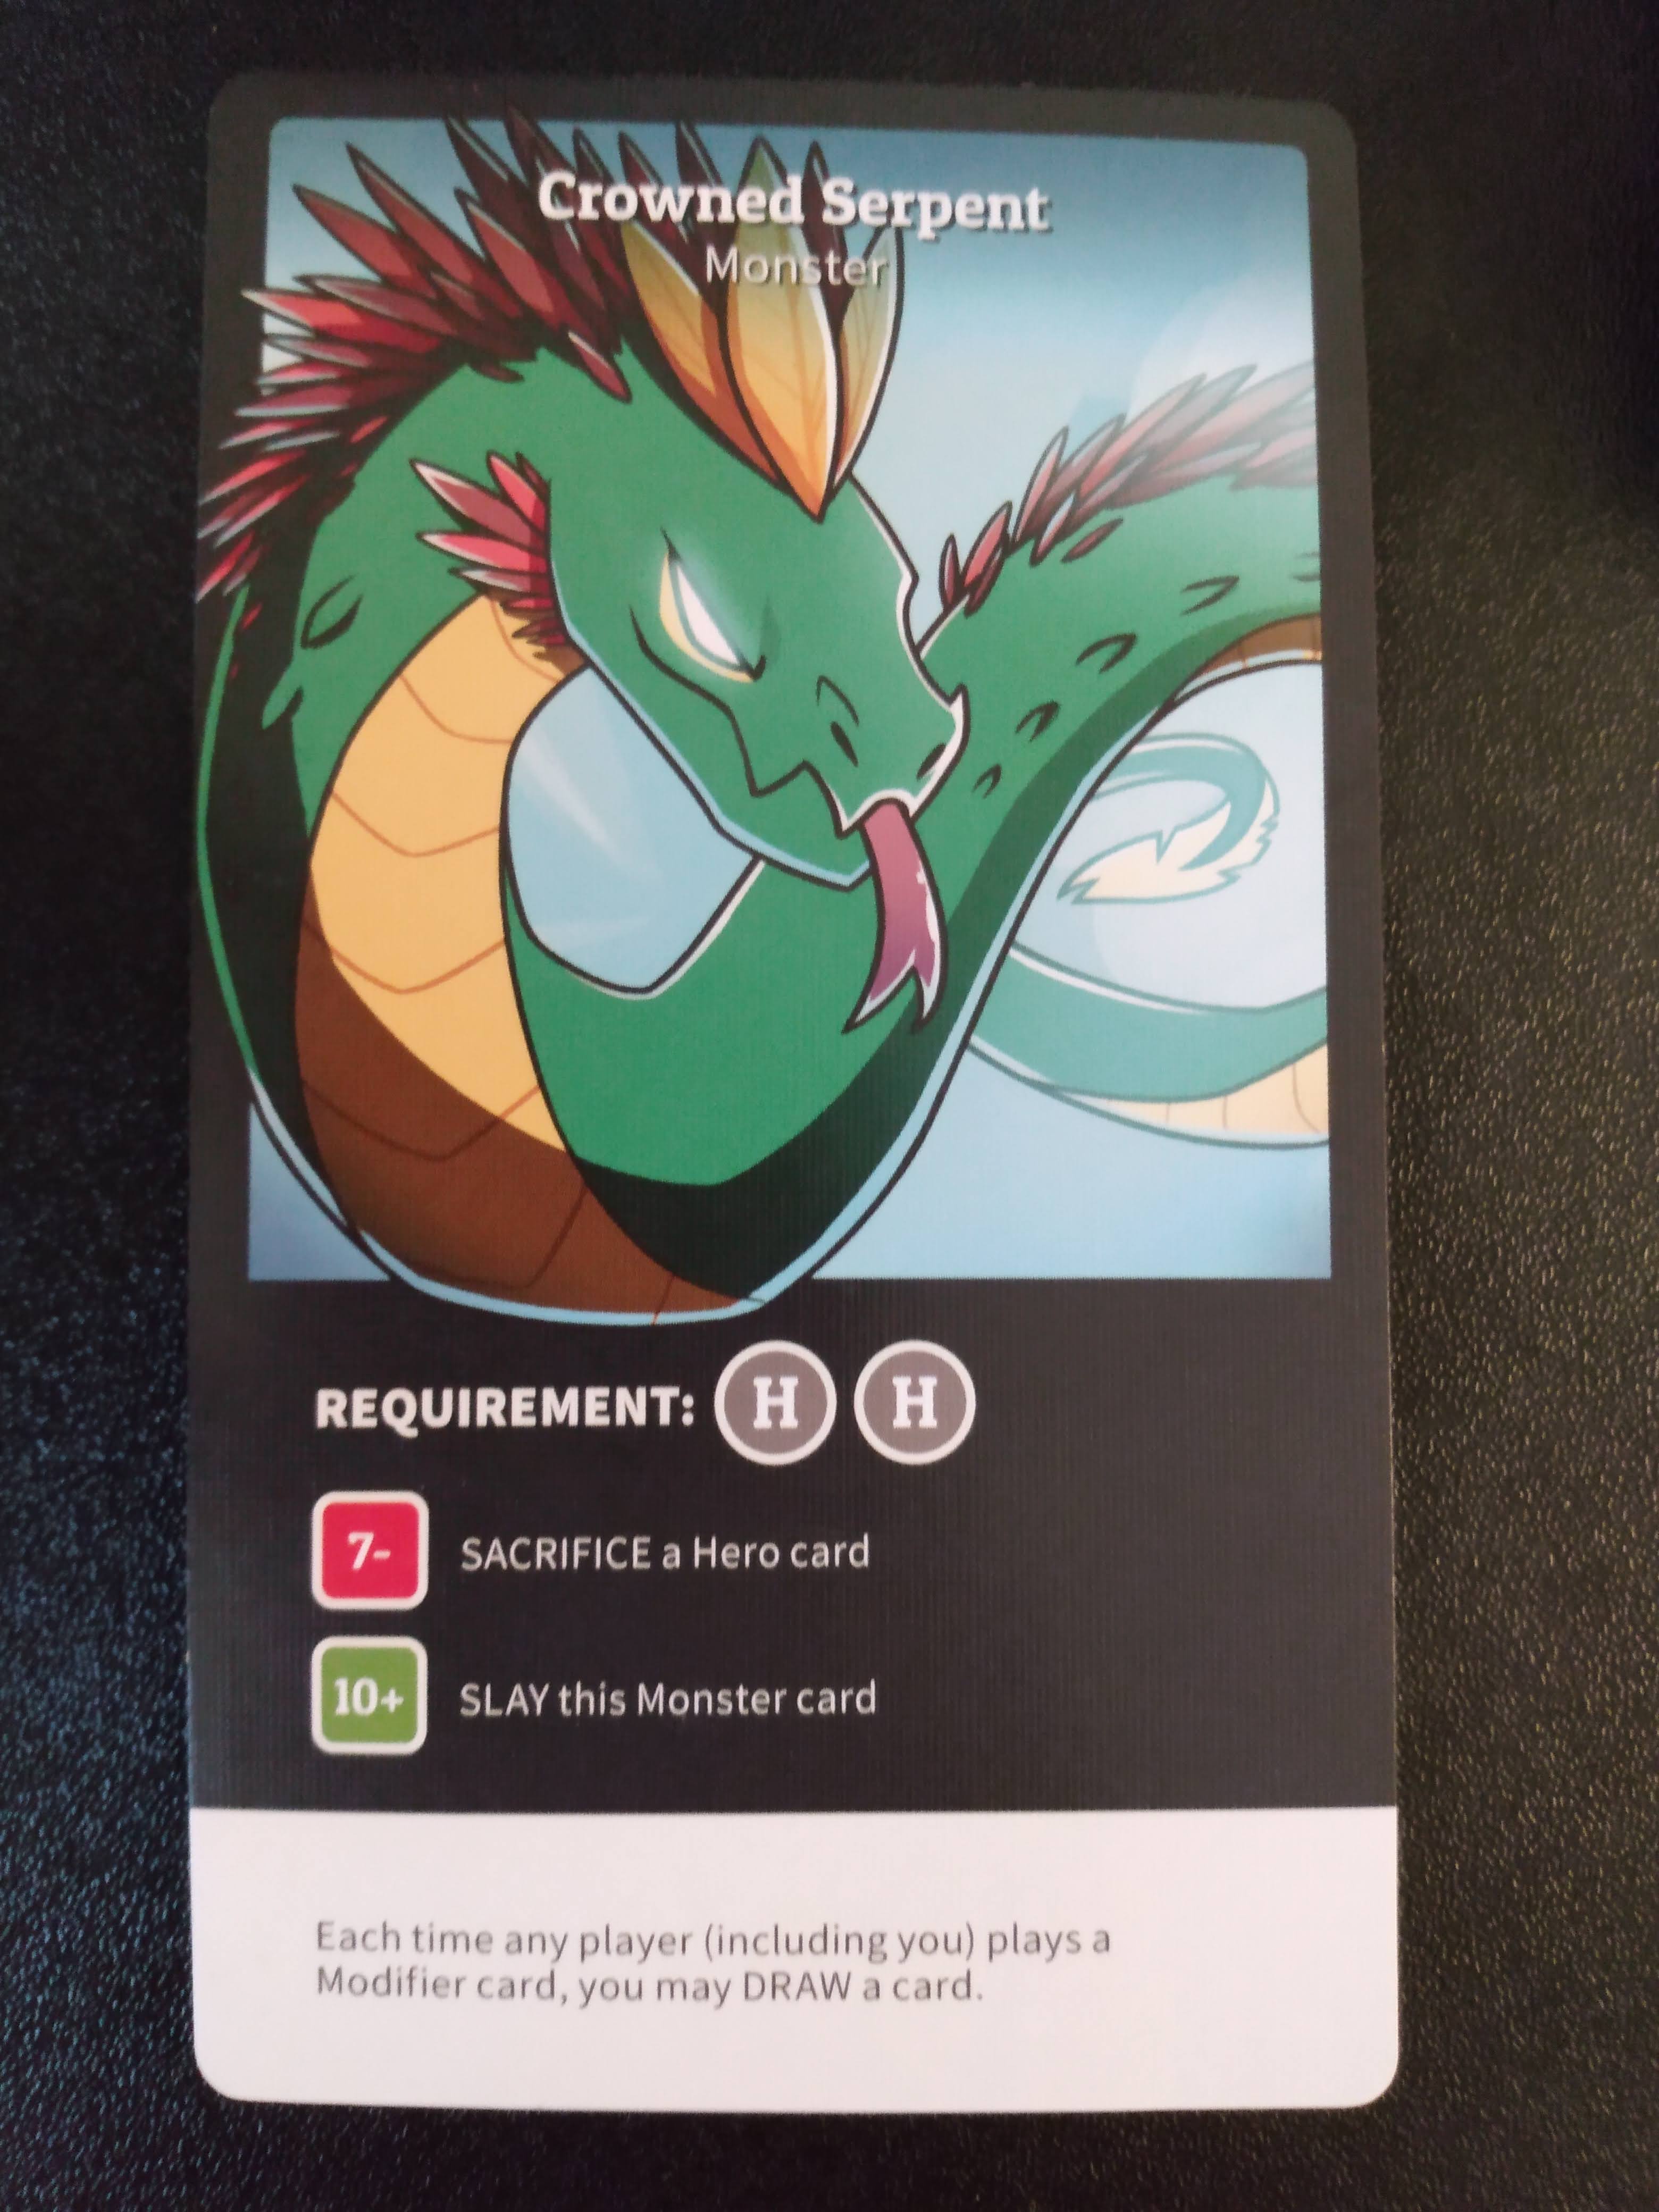 Crowned Serpent
Monster
REQUIREMENT: H H
7- SACRIFICE a Hero card
10+ SLAY this Monster card
Each time any player (including you) plays a
Modifier card, you may DRAW a card.